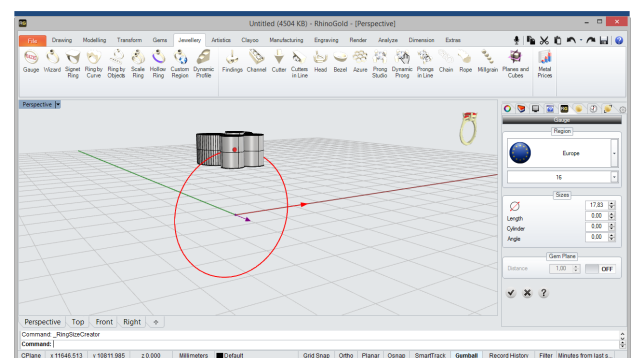 Untitled (4504 KB) - RhinoGold - [Perspective]
File Drawing Modelling Transform Gems Jewellery Artistics Clayoo Manufacturing Engraving Render Analyze Dimension Extras
Gauge Wizard Signet Ring Ring by Curve Ring by Objects Scale Ring Hollow Ring Custom Region Dynamic Profile Findings Channel Cutter Cutters in Line Head Bezel Azure Prong Studio Dynamic Prong Prongs in Line Chain Rope Millgrain Planes and Cubes Metal Prices
Perspective
Gauge
Region
Europe
16
Sizes
17.83
Length 0.00
Cylinder 0.00
Angle 0.00
Gem Plane
Distance 1.00 OFF
Perspective Top Front Right
Command: _RingSizeCreator
Command:
CPlane x 11646.513 y 10811.985 z 0.000 Millimeters Default Grid Snap Ortho Planar Osnap SmartTrack Gumball Record History Filter Minutes from last s...